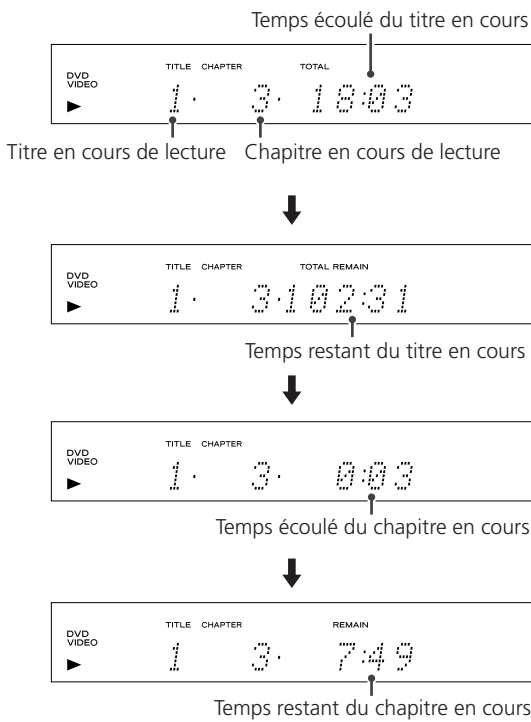 Temps écoulé du titre en cours
TITLE CHAPTER TOTAL
DVD
VIDEO
1· 3· 18:03
Titre en cours de lecture Chapitre en cours de lecture
TITLE CHAPTER TOTAL REMAIN
DVD
VIDEO
1· 3·102:31
Temps restant du titre en cours
TITLE CHAPTER
DVD
VIDEO
1· 3· 0:03
Temps écoulé du chapitre en cours
TITLE CHAPTER REMAIN
DVD
VIDEO
1 3· 7:49
Temps restant du chapitre en cours